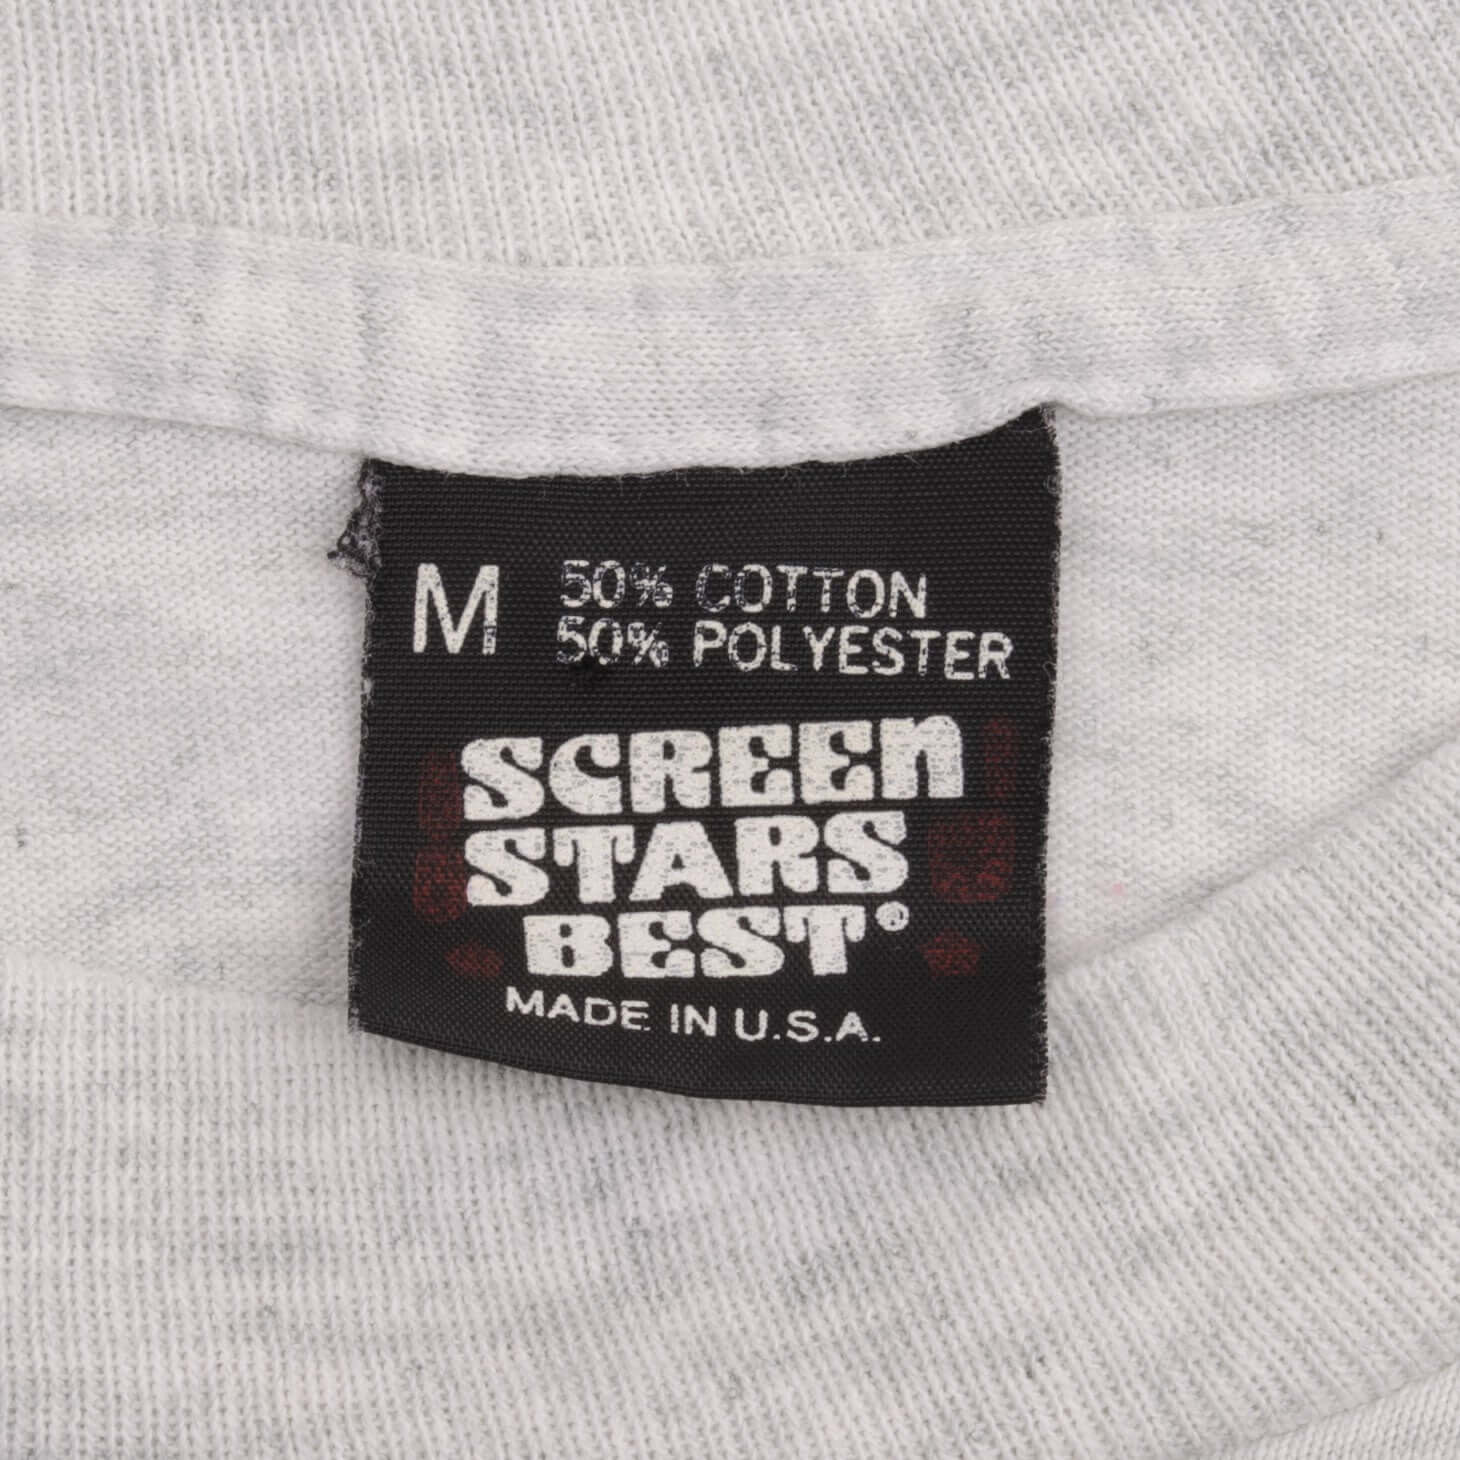 M 50% COTTON
50% POLYESTER
SCREEN
STARS
BEST®
MADE IN U.S.A.